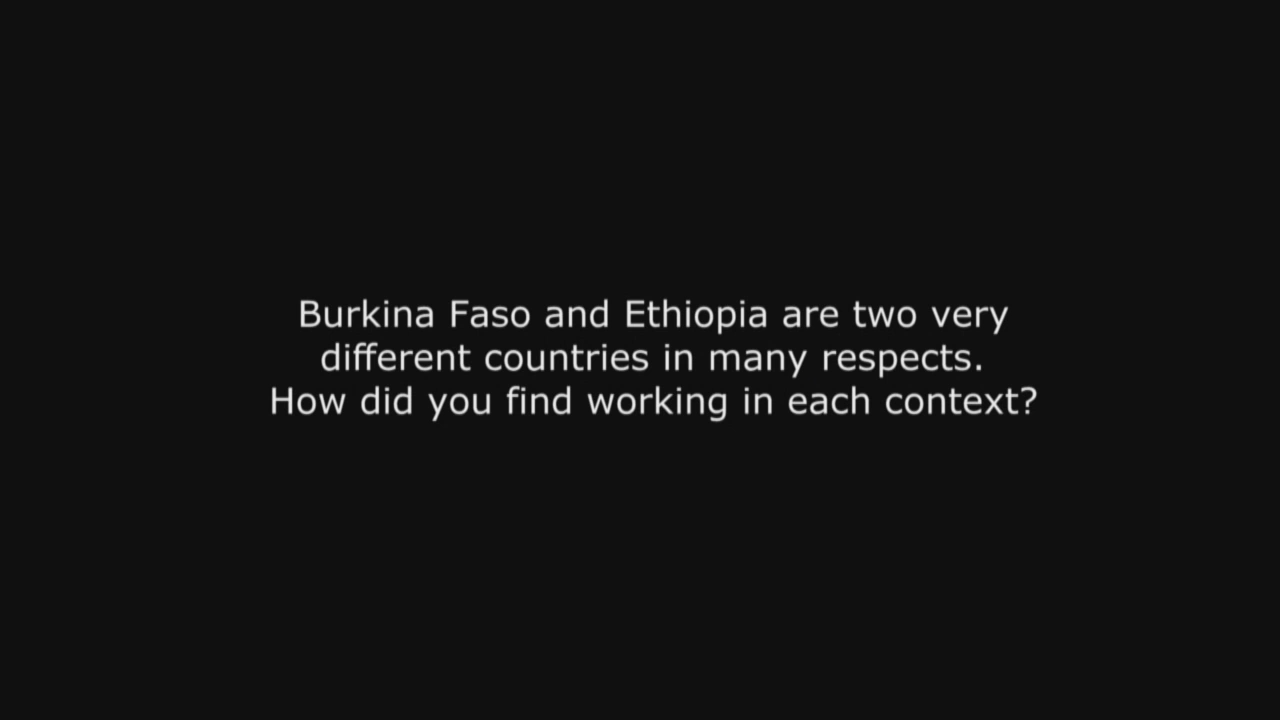 Burkina Faso and Ethiopia are two very
different countries in many respects.
How did you find working in each context?